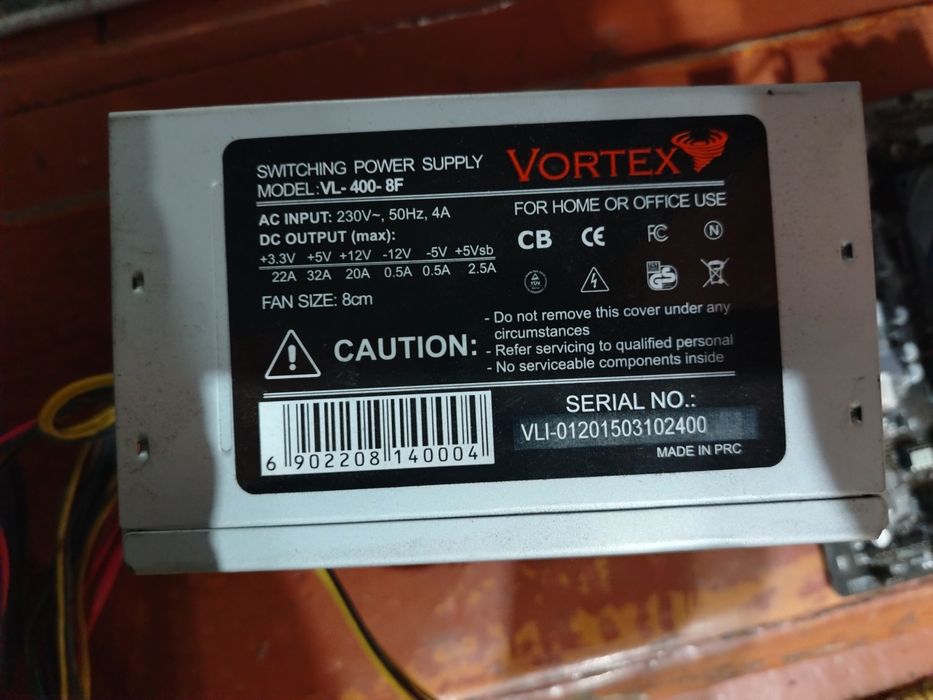 SWITCHING POWER SUPPLY
MODEL: VL- 400- 8F
VORTEX
FOR HOME OR OFFICE USE
AC INPUT: 230V~, 50Hz, 4A
DC OUTPUT (max):
+3.3V +5V +12V -12V -5V +5Vsb
22A 32A 20A 0.5A 0.5A 2.5A
FAN SIZE: 8cm
CB CE FC N
TÜV GS
CAUTION:
- Do not remove this cover under any
circumstances
- Refer servicing to qualified personal
- No serviceable components inside
6 902208 140004
SERIAL NO.:
VLI-01201503102400
MADE IN PRC